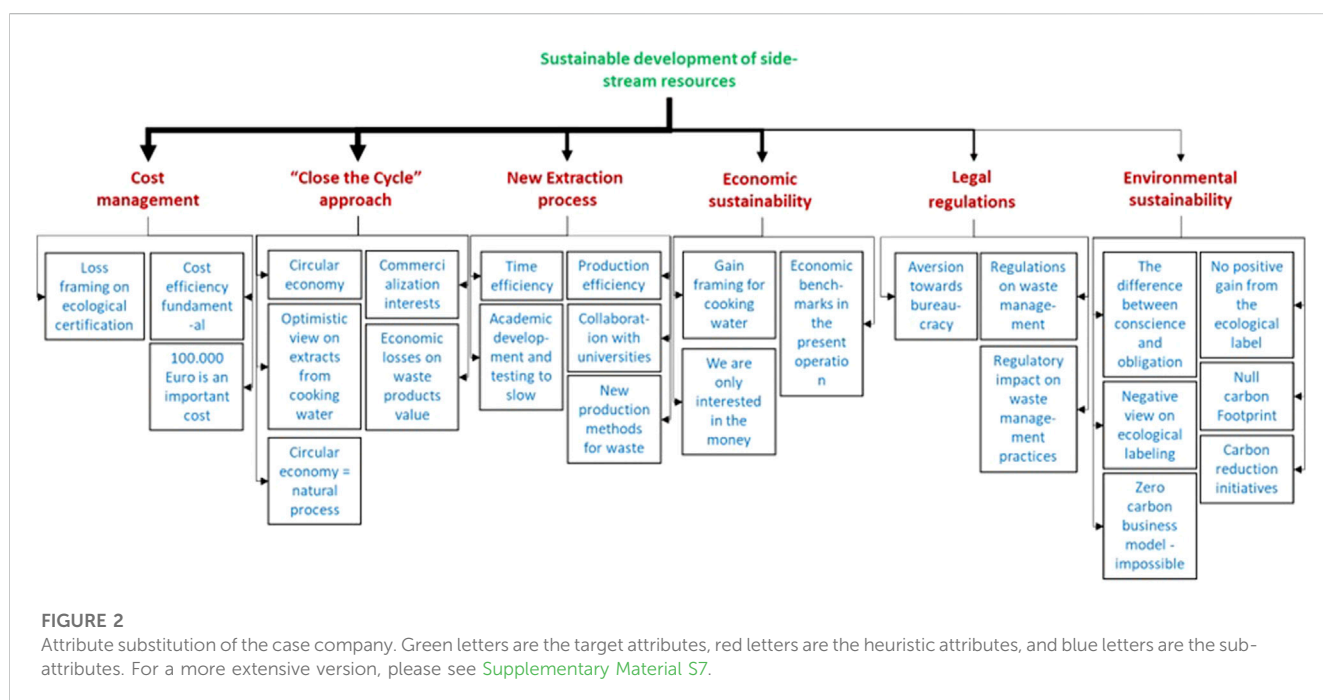 Sustainable development of side-
stream resources
Cost
management
"Close the Cycle"
approach
New Extraction
process
Economic
sustainability
Legal
regulations
Environmental
sustainability
Loss
framing on
ecological
certification
Cost
efficiency
fundament
-al
100.000
Euro is an
important
cost
Circular
economy
Optimistic
view on
extracts
from
cooking
water
Circular
economy =
natural
process
Commerci
alization
interests
Economic
losses on
waste
products
value
Time
efficiency
Academic
develop-
ment and
testing to
slow
Production
efficiency
Collaborat-
ion with
universities
New
production
methods for
waste
Gain
framing for
cooking
water
We are
only
interested
in the
money
Economic
bench-
marks in
the
present
operatio
n
Aversion
towards
bureau-
cracy
Regulations
on waste
manage-
ment
Regulatory
impact on
waste
manage-
ment
practices
The
difference
between
conscience
and
obligation
Negative
view on
ecological
labeling
Zero
carbon
business
model -
impossible
No positive
gain from
the
ecological
label
Null
carbon
Footprint
Carbon
reduction
initiatives
FIGURE 2
Attribute substitution of the case company. Green letters are the target attributes, red letters are the heuristic attributes, and blue letters are the sub-
attributes. For a more extensive version, please see Supplementary Material S7.